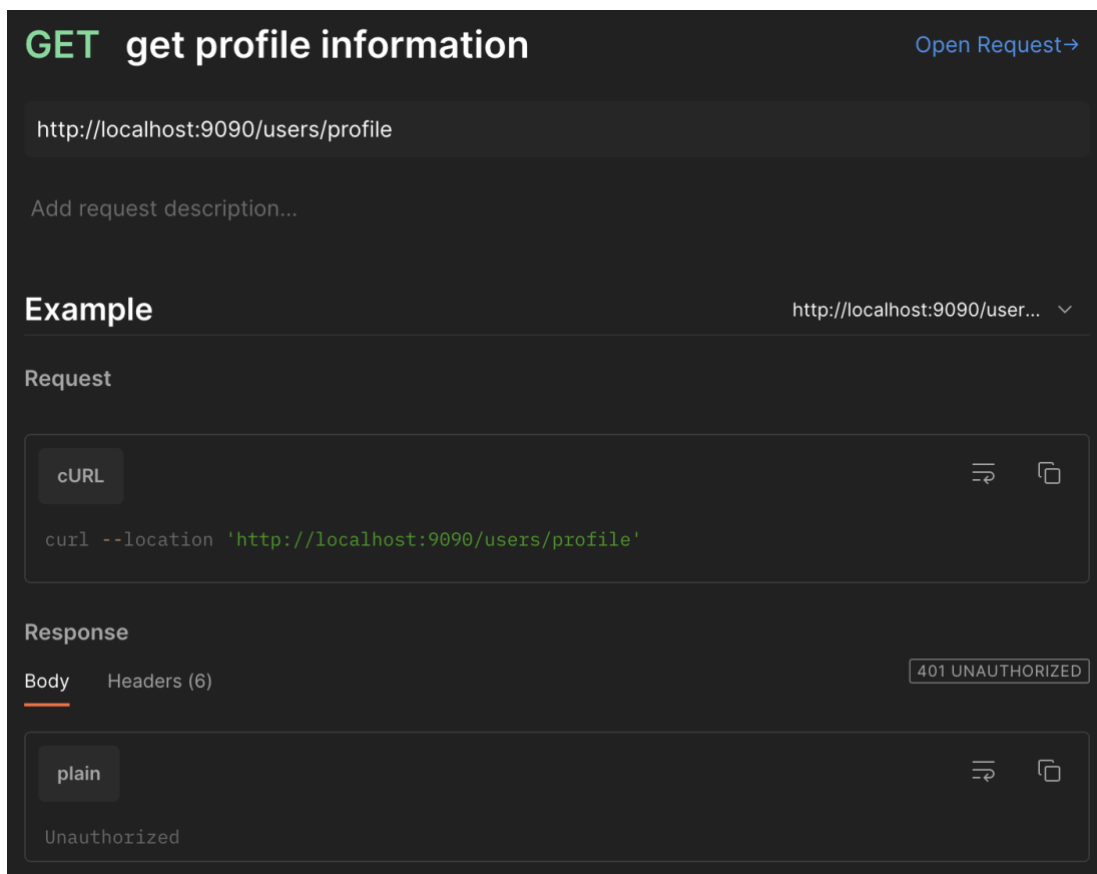 GET get profile information
Open Request→
http://localhost:9090/users/profile
Add request description...
Example
http://localhost:9090/user...
Request
cURL
curl --location 'http://localhost:9090/users/profile'
Response
Body Headers (6)
401 UNAUTHORIZED
plain
Unauthorized